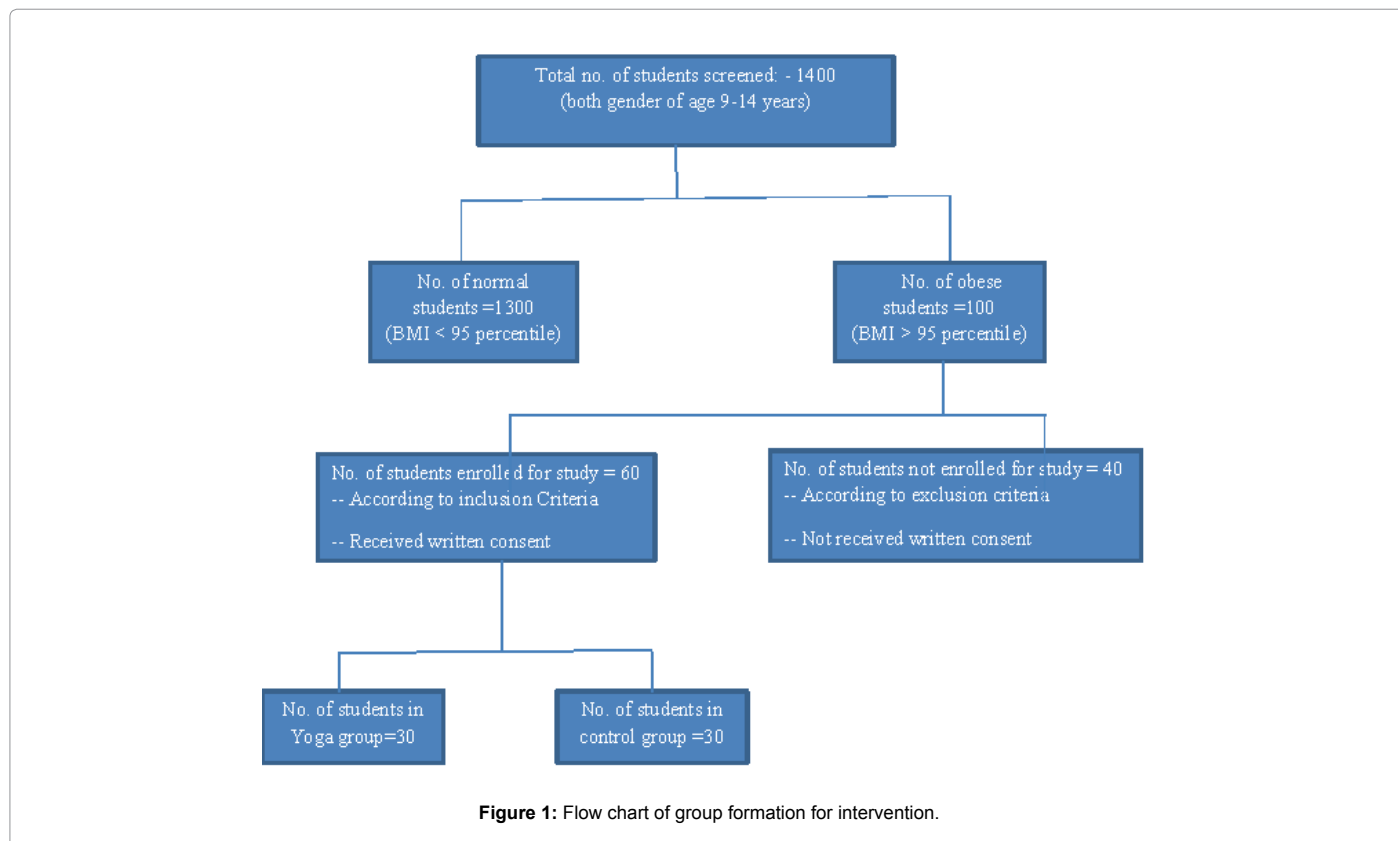 Total no. of students screened: - 1400
(both gender of age 9-14 years)
No. of normal
students =1300
(BMI < 95 percentile)
No. of obese
students =100
(BMI > 95 percentile)
No. of students enrolled for study = 60
-- According to inclusion Criteria
-- Received written consent
No. of students not enrolled for study = 40
-- According to exclusion criteria
-- Not received written consent
No. of students in
Yoga group=30
No. of students in
control group =30
Figure 1: Flow chart of group formation for intervention.